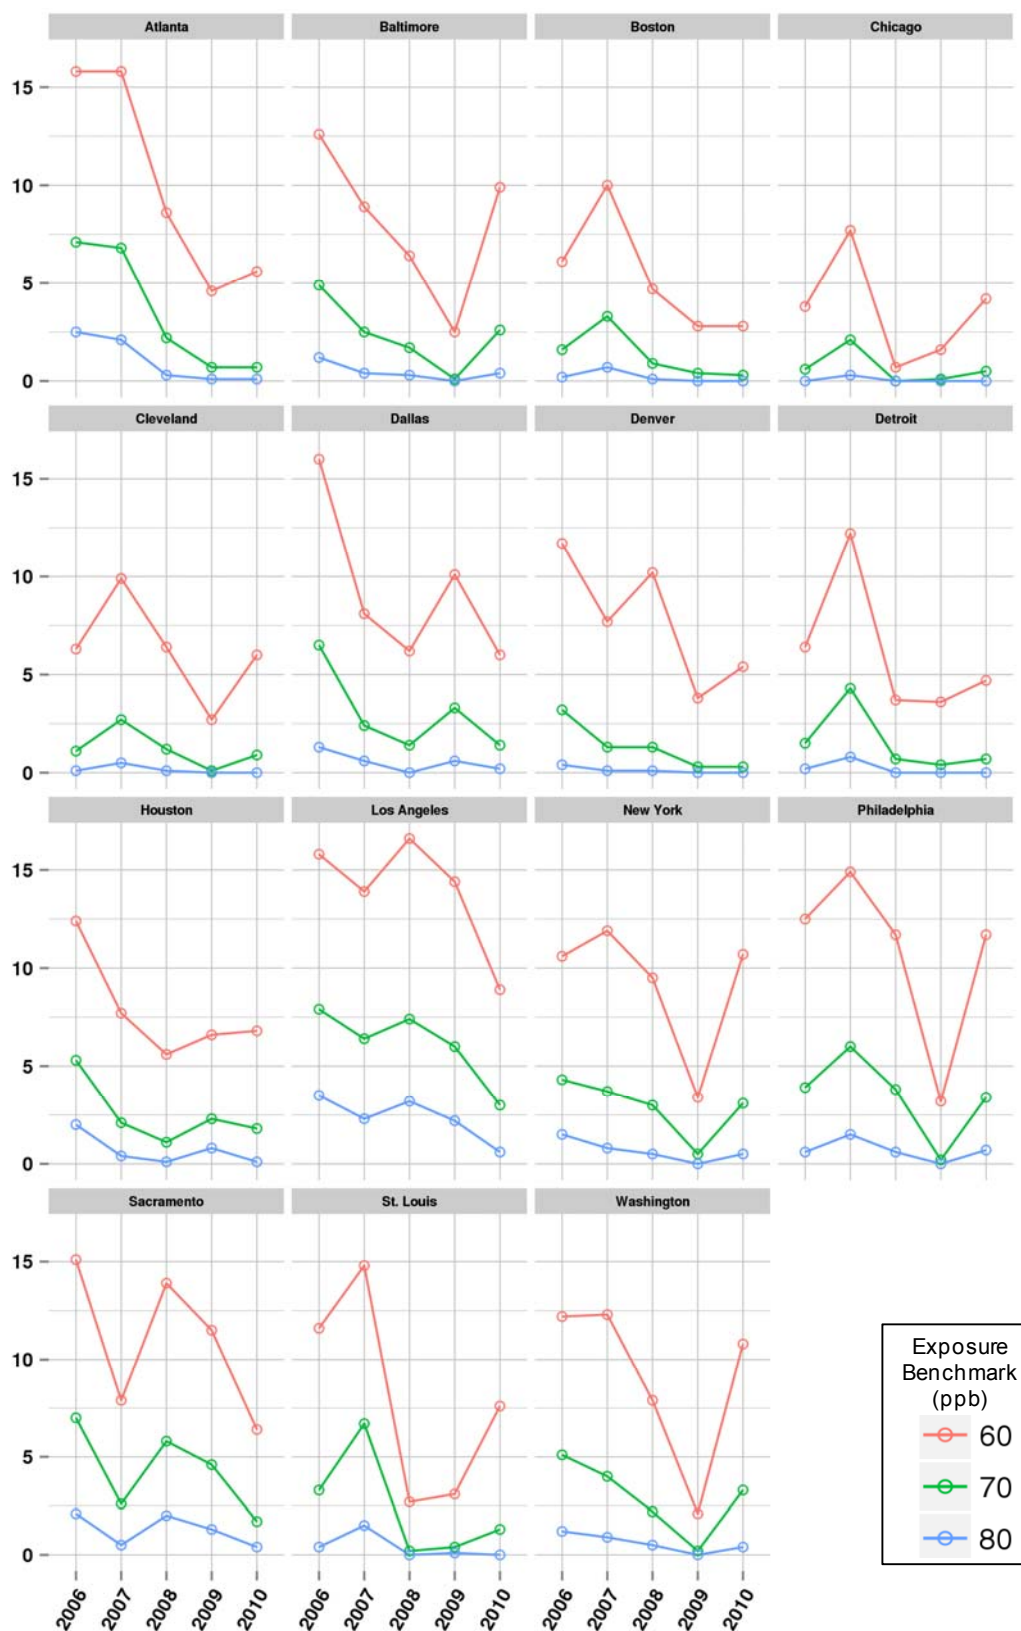 Atlanta Baltimore Boston Chicago
15
10
5
0
Cleveland Dallas Denver Detroit
15
10
5
0
Houston Los Angeles New York Philadelphia
15
10
5
0
Sacramento St. Louis Washington
15
10
5
0
2006 2007 2008 2009 2010 2006 2007 2008 2009 2010 2006 2007 2008 2009 2010
Exposure
Benchmark
(ppb)
60
70
80